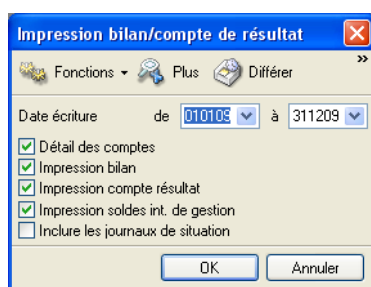 Impression bilan/compte de résultat
Fonctions Plus Différer »
Date écriture de 010109 à 311209
Détail des comptes
Impression bilan
Impression compte résultat
Impression soldes int. de gestion
Inclure les journaux de situation
OK Annuler